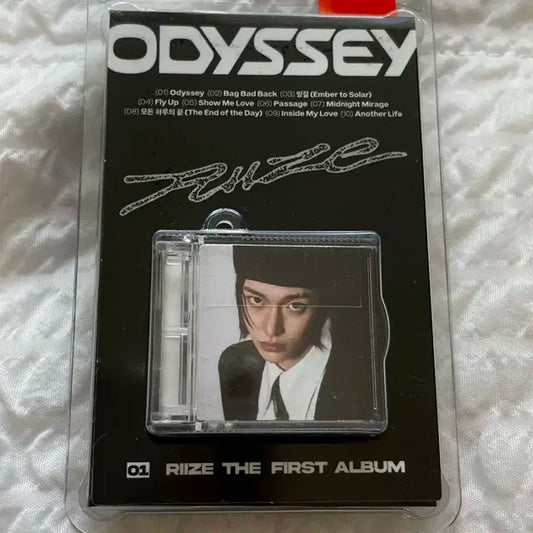 ODYSSEY
(01) Odyssey (02) Bag Bad Back (03) 잉걸 (Ember to Solar)
(04) Fly Up (05) Show Me Love (06) Passage (07) Midnight Mirage
(08) 모든 하루의 끝 (The End of the Day) (09) Inside My Love (10) Another Life
RIIZE
01 RIIZE THE FIRST ALBUM